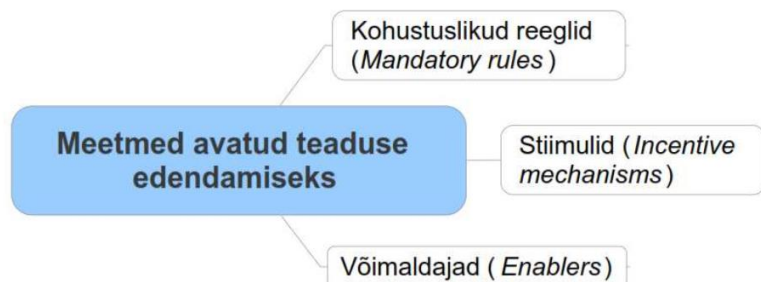 Kohustuslikud reeglid
(Mandatory rules )
Meetmed avatud teaduse
edendamiseks
Stiimulid (Incentive
mechanisms)
Võimaldajad ( Enablers)